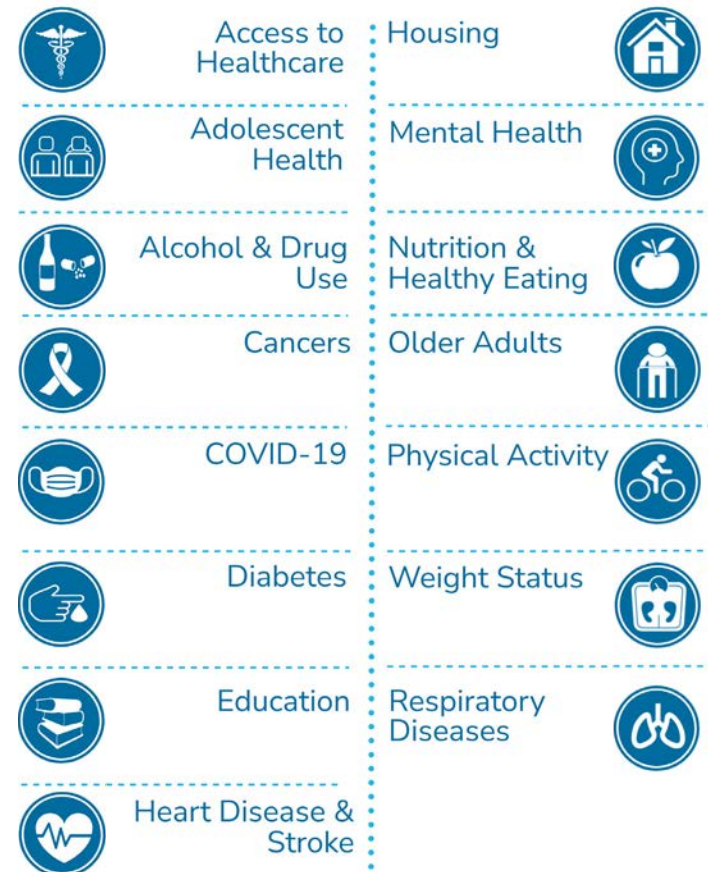 Access to
Healthcare
Adolescent
Health
Alcohol & Drug
Use
Cancers
COVID-19
Diabetes
Education
Heart Disease &
Stroke
Housing
Mental Health
Nutrition &
Healthy Eating
Older Adults
Physical Activity
Weight Status
Respiratory
Diseases